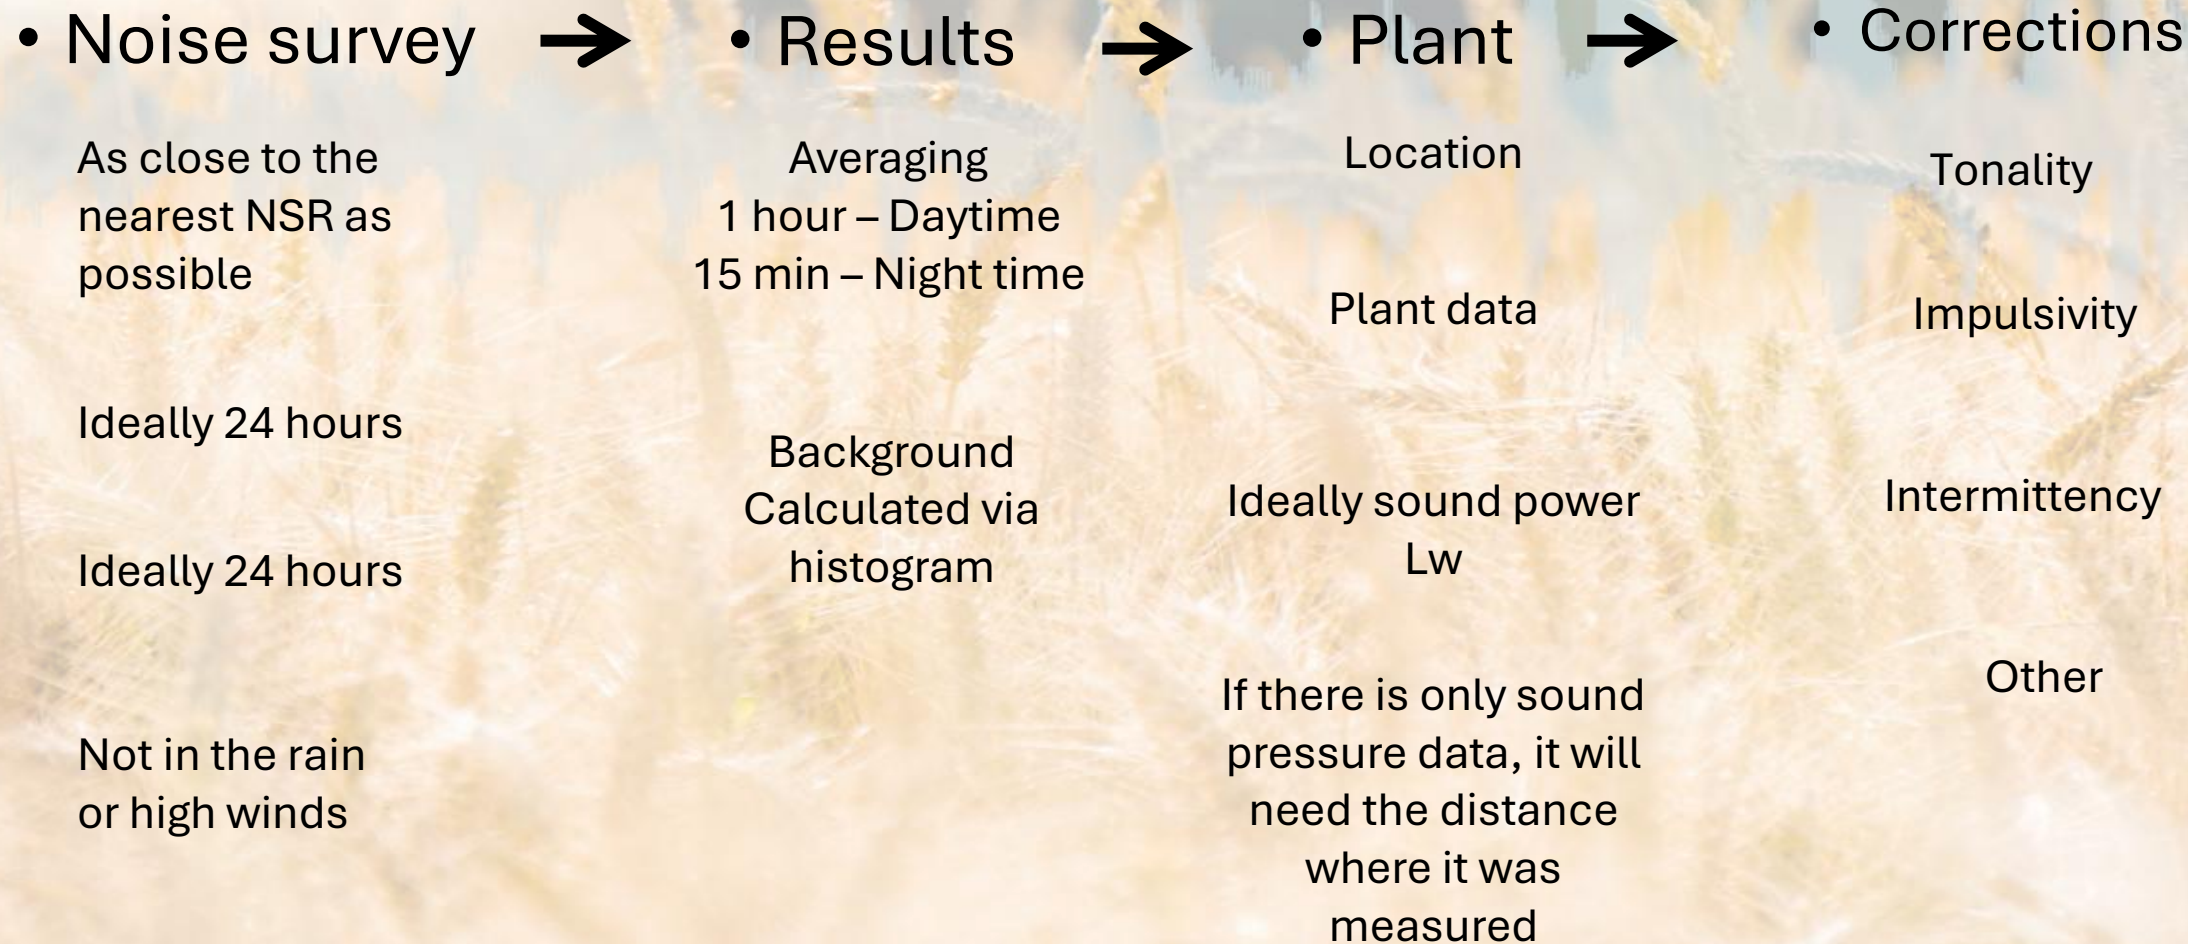 • Noise survey
As close to the
nearest NSR as
possible
Ideally 24 hours
Ideally 24 hours
Not in the rain
or high winds
• Results
Averaging
1 hour – Daytime
15 min – Night time
Background
Calculated via
histogram
• Plant
Location
Plant data
Ideally sound power
Lw
If there is only sound
pressure data, it will
need the distance
where it was
measured
• Corrections
Tonality
Impulsivity
Intermittency
Other